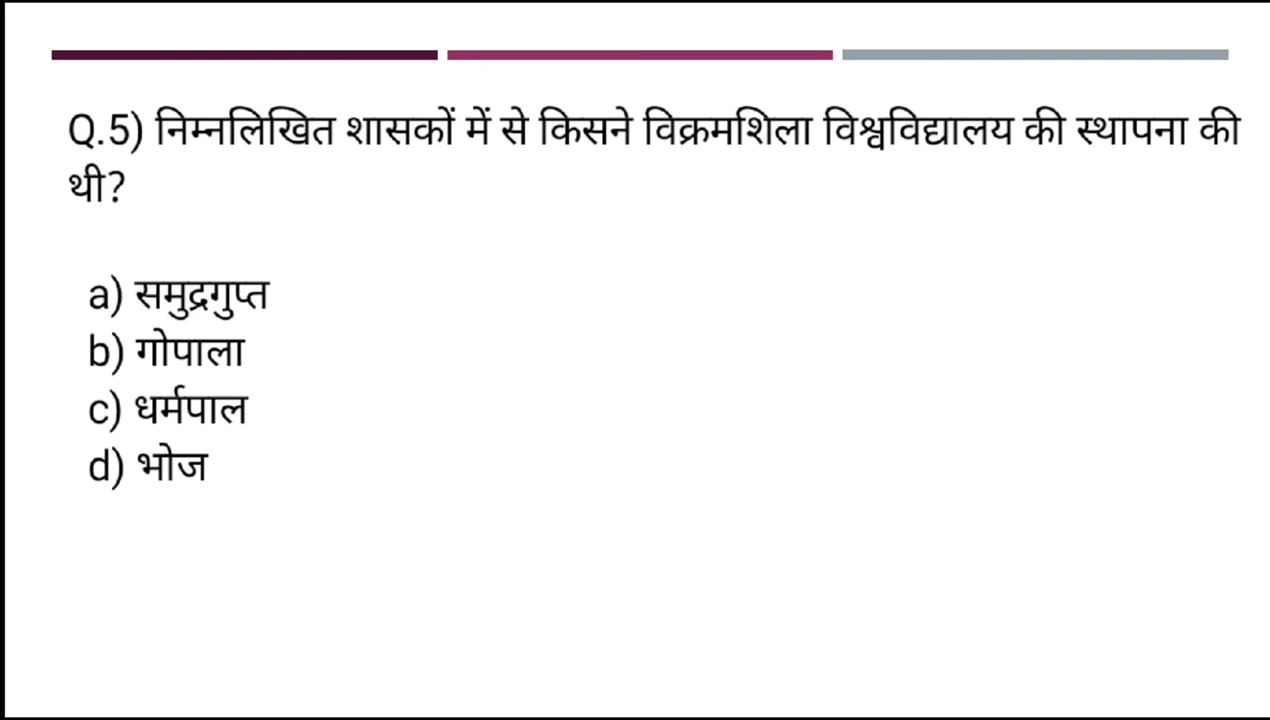 Q.5) निम्नलिखित शासकों में से किसने विक्रमशिला विश्वविद्यालय की स्थापना की
थी?
a) समुद्रगुप्त
b) गोपाला
c) धर्मपाल
d) भोज